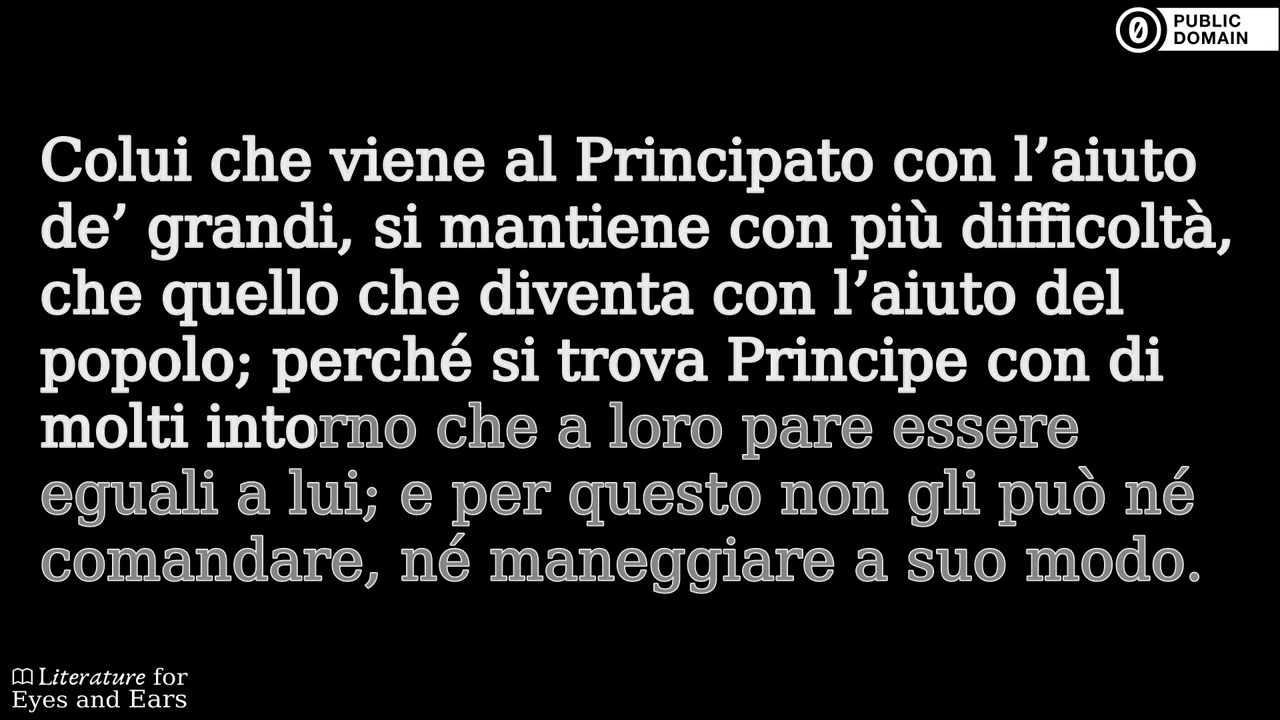 PUBLIC
DOMAIN
Colui che viene al Principato con l’aiuto
de’ grandi, si mantiene con più difficoltà,
che quello che diventa con l’aiuto del
popolo; perché si trova Principe con di
molti intorno che a loro pare essere
eguali a lui; e per questo non gli può né
comandare, né maneggiare a suo modo.
Literature for
Eyes and Ears